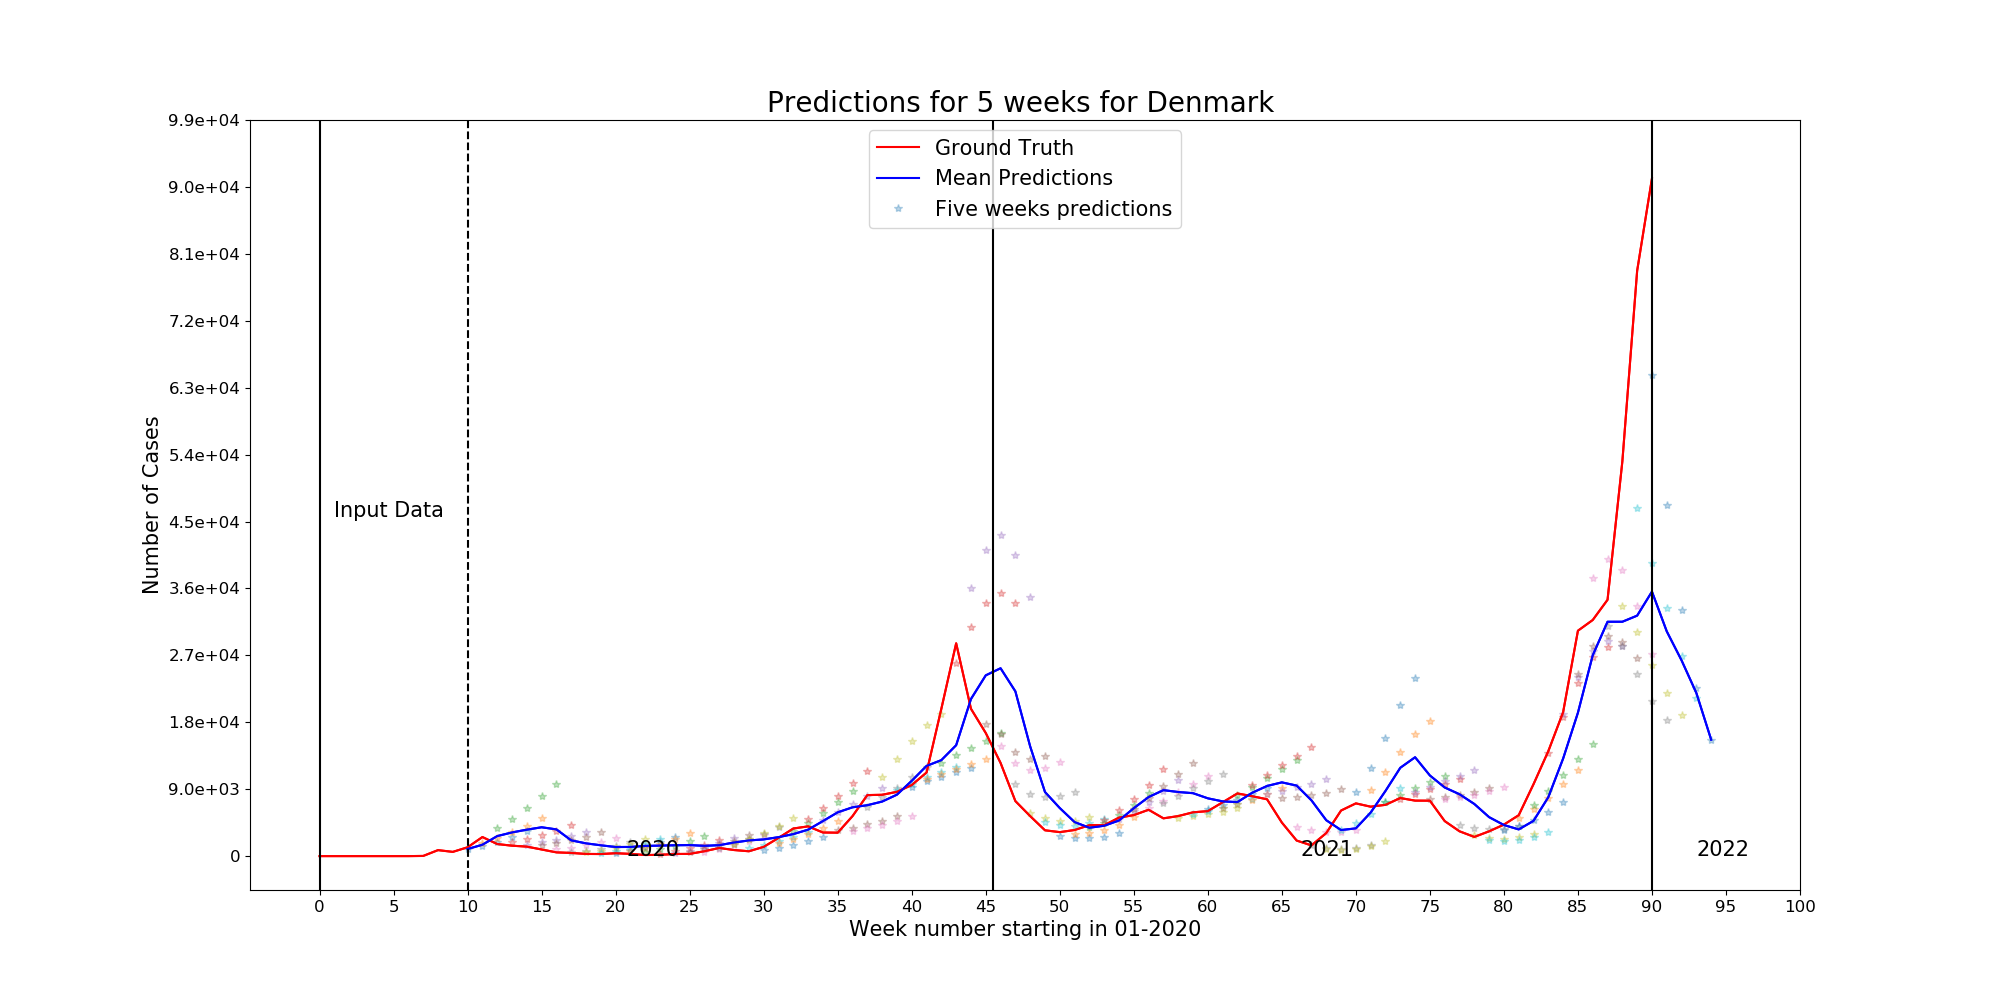 Predictions for 5 weeks for Denmark
9.9e+04
9.0e+04
8.1e+04
7.2e+04
6.3e+04
5.4e+04
4.5e+04
3.6e+04
2.7e+04
1.8e+04
9.0e+03
0
Number of Cases
Ground Truth
Mean Predictions
Five weeks predictions
Input Data
2020
2021
2022
0 5 10 15 20 25 30 35 40 45 50 55 60 65 70 75 80 85 90 95 100
Week number starting in 01-2020